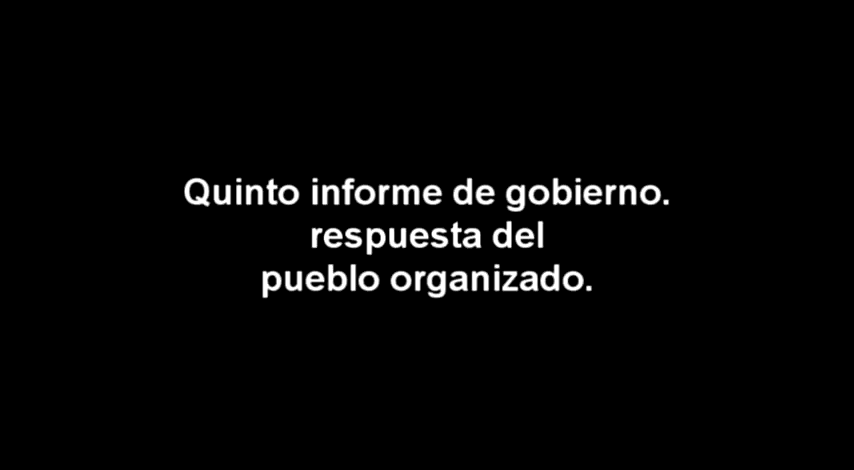 Quinto informe de gobierno.
respuesta del
pueblo organizado.